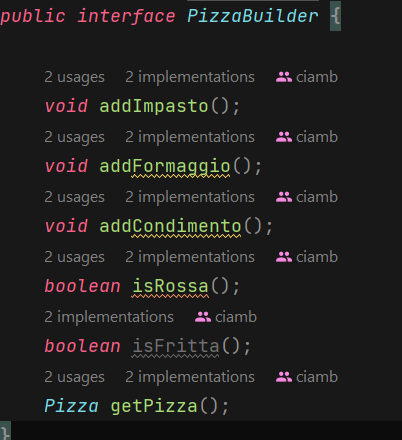 public interface PizzaBuilder {
2 usages 2 implementations ciamb
void addImpasto();
2 usages 2 implementations ciamb
void addFormaggio();
2 usages 2 implementations ciamb
void addCondimento();
2 usages 2 implementations ciamb
boolean isRossa();
2 implementations ciamb
boolean isFritta();
2 usages 2 implementations ciamb
Pizza getPizza();
}